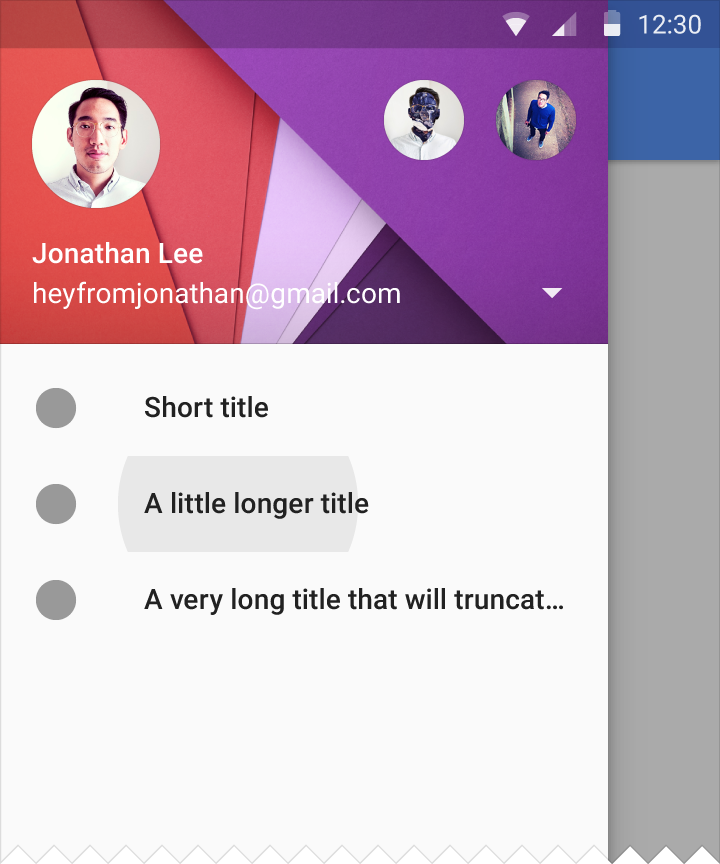 12:30
Jonathan Lee
heyfromjonathan@gmail.com
Short title
A little longer title
A very long title that will truncat...